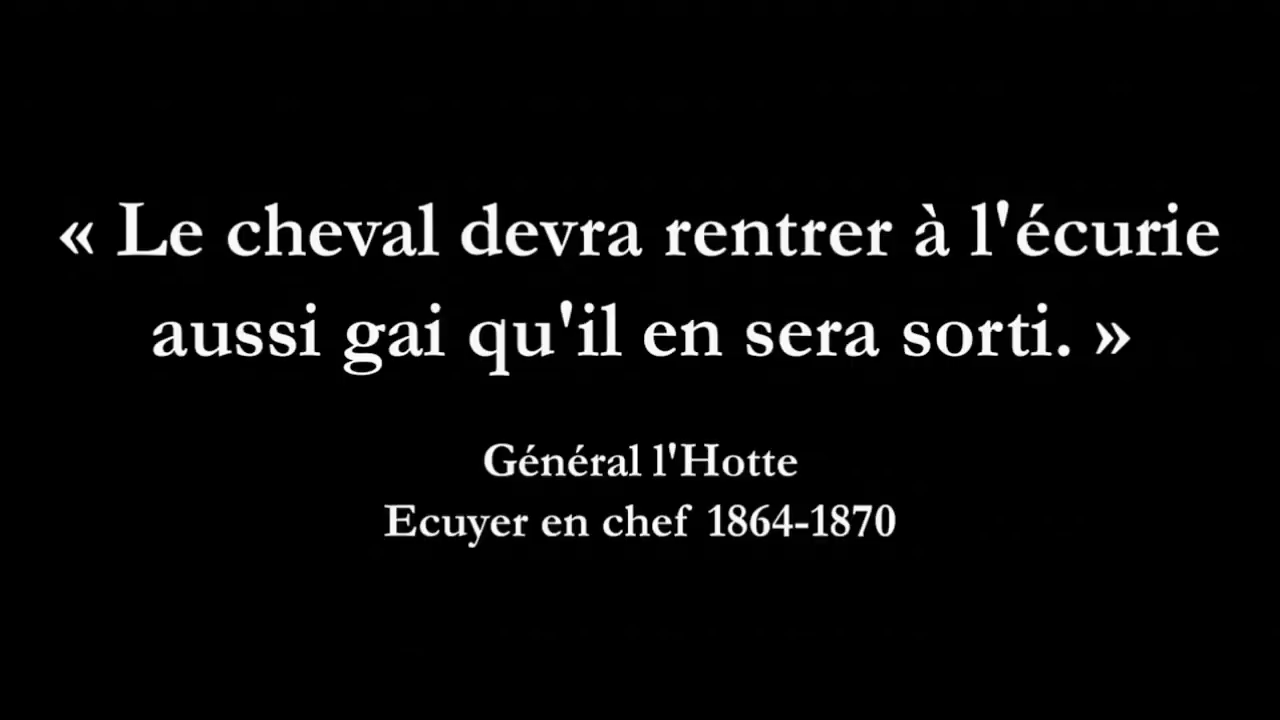 « Le cheval devra rentrer à l'écurie
aussi gai qu'il en sera sorti. »
Général l'Hotte
Ecuyer en chef 1864-1870